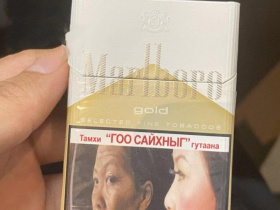 Marlboro
gold
SELECTED FINE TOBACCOS
Тамхи "ГОО САЙХНЫГ" гутаана